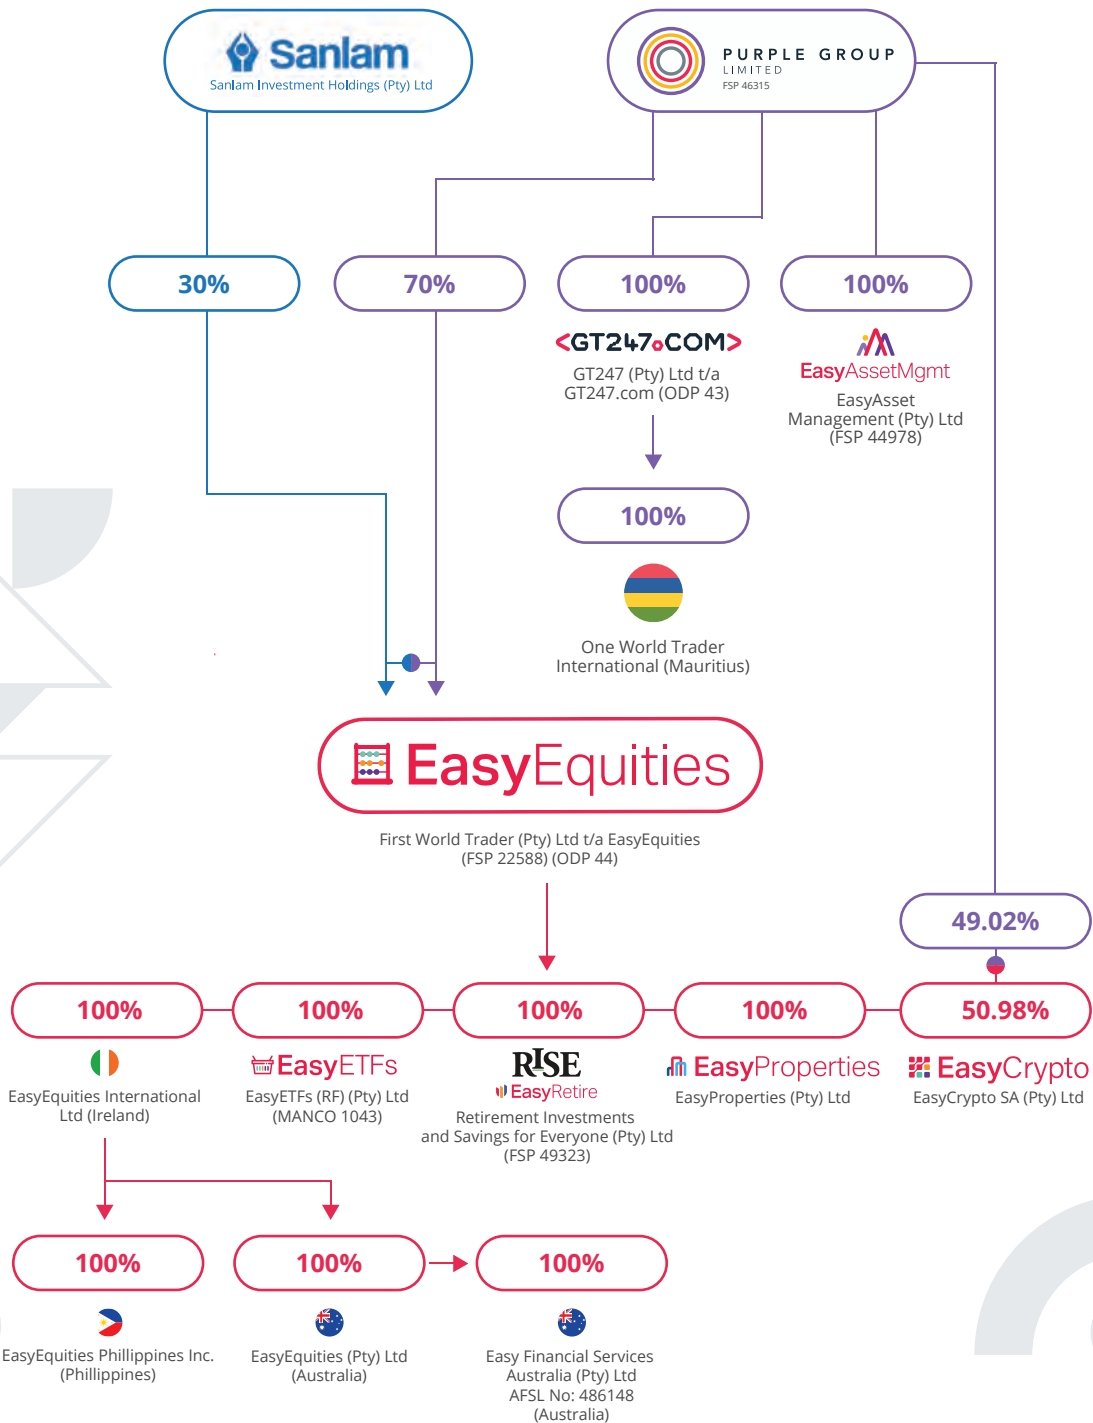 Sanlam
Sanlam Investment Holdings (Pty) Ltd
PURPLE GROUP
LIMITED
FSP 46315
30%
70%
100%
100%
<GT247.COM>
GT247 (Pty) Ltd t/a
GT247.com (ODP 43)
EasyAssetMgmt
EasyAsset
Management (Pty) Ltd
(FSP 44978)
100%
One World Trader
International (Mauritius)
EasyEquities
First World Trader (Pty) Ltd t/a EasyEquities
(FSP 22588) (ODP 44)
49.02%
100%
100%
100%
100%
50.98%
EasyEquities International
Ltd (Ireland)
EasyETFs
EasyETFs (RF) (Pty) Ltd
(MANCO 1043)
RISE
EasyRetire
Retirement Investments
and Savings for Everyone (Pty) Ltd
(FSP 49323)
EasyProperties
EasyProperties (Pty) Ltd
EasyCrypto
EasyCrypto SA (Pty) Ltd
100%
100%
100%
EasyEquities Phillippines Inc.
(Phillippines)
EasyEquities (Pty) Ltd
(Australia)
Easy Financial Services
Australia (Pty) Ltd
AFSL No: 486148
(Australia)